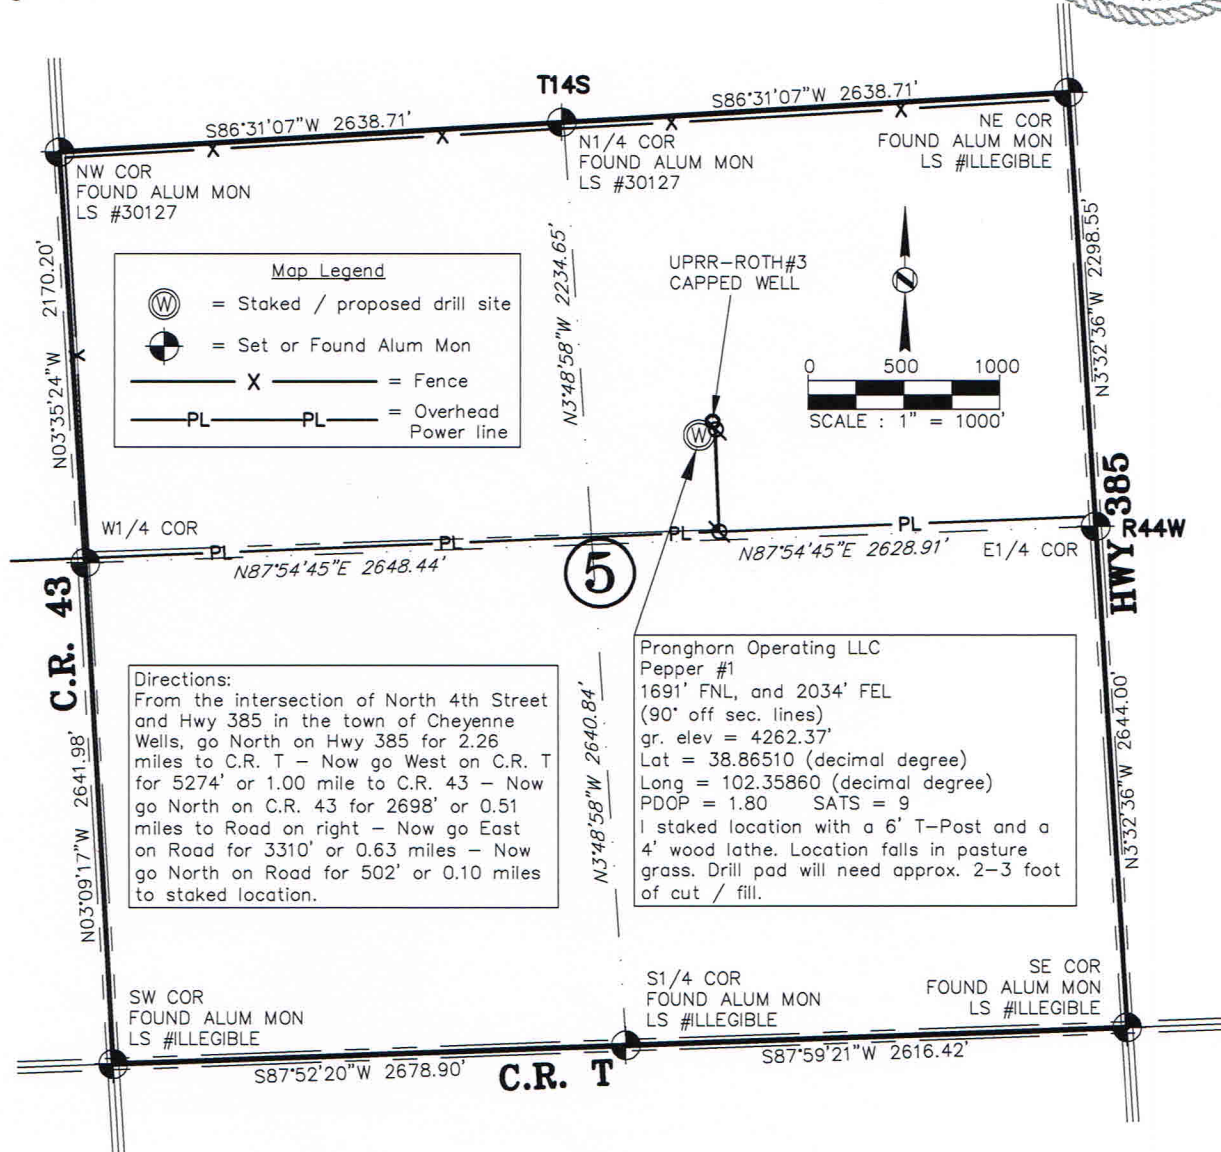 T14S
S86°31'07"W 2638.71'
S86°31'07"W 2638.71'
NW COR
FOUND ALUM MON
LS #30127
N1/4 COR
FOUND ALUM MON
LS #30127
NE COR
FOUND ALUM MON
LS #ILLEGIBLE
N03°35'24"W 2170.20'
X
X
X
X
X
Map Legend
W = Staked / proposed drill site
= Set or Found Alum Mon
X = Fence
PL PL = Overhead
Power line
N3°48'58"W 2234.65'
UPRR-ROTH#3
CAPPED WELL
W
N
0 500 1000
SCALE : 1" = 1000'
N3°32'36"W 2298.55'
W1/4 COR
PL
PL
PL
PL
N87°54'45"E 2648.44'
5
N87°54'45"E 2628.91'
E1/4 COR
R44W
HWY 385
C.R. 43
Directions:
From the intersection of North 4th Street
and Hwy 385 in the town of Cheyenne
Wells, go North on Hwy 385 for 2.26
miles to C.R. T – Now go West on C.R. T
for 5274' or 1.00 mile to C.R. 43 – Now
go North on C.R. 43 for 2698' or 0.51
miles to Road on right – Now go East
on Road for 3310' or 0.63 miles – Now
go North on Road for 502' or 0.10 miles
to staked location.
Pronghorn Operating LLC
Pepper #1
1691' FNL, and 2034' FEL
(90° off sec. lines)
gr. elev = 4262.37'
Lat = 38.86510 (decimal degree)
Long = 102.35860 (decimal degree)
PDOP = 1.80 SATS = 9
I staked location with a 6' T-Post and a
4' wood lathe. Location falls in pasture
grass. Drill pad will need approx. 2-3 foot
of cut / fill.
N03°09'17"W 2641.98'
N3°48'58"W 2640.84'
N3°32'36"W 2644.00'
SW COR
FOUND ALUM MON
LS #ILLEGIBLE
S1/4 COR
FOUND ALUM MON
LS #ILLEGIBLE
SE COR
FOUND ALUM MON
LS #ILLEGIBLE
S87°52'20"W 2678.90'
C.R. T
S87°59'21"W 2616.42'